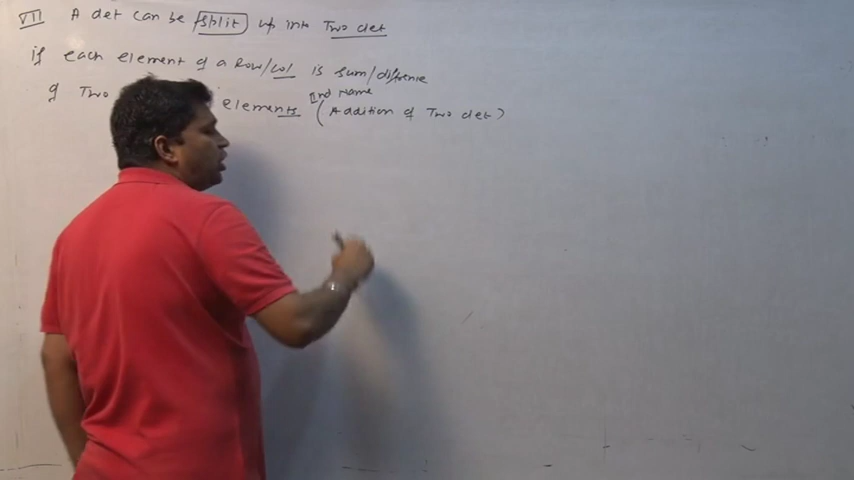 VII A det can be split up into Two det
if each element of a Row/col is sum/difference
IInd name
of Two elements (Addition of Two det)